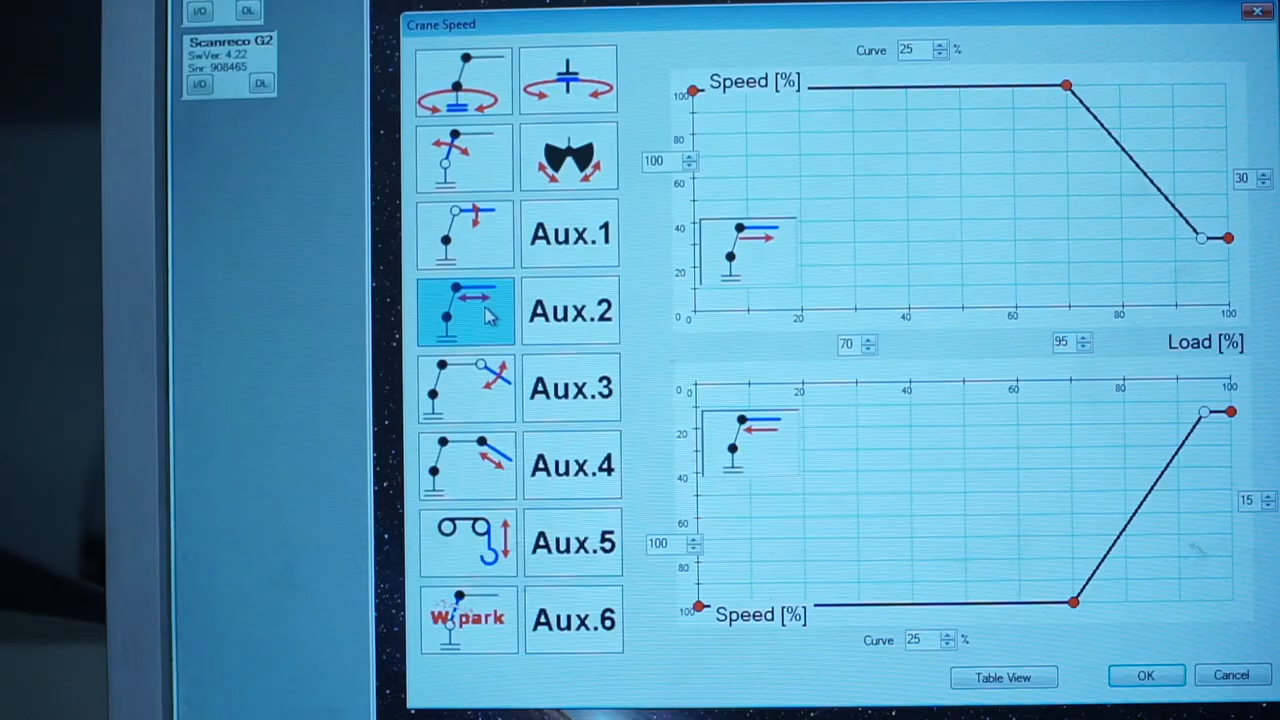 I/O DL
Scanreco G2
SwVer: 4.22
Snr: 908465
I/O DL
Crane Speed
Aux.1
Aux.2
Aux.3
Aux.4
Aux.5
W-park
Aux.6
Curve 25 %
Speed [%]
100
80
60
40
20
0
100
30
0 20 40 60 80 100
70 95 Load [%]
0 20 40 60 80 100
0
20
40
60
80
100
100
15
Speed [%]
Curve 25 %
Table View OK Cancel